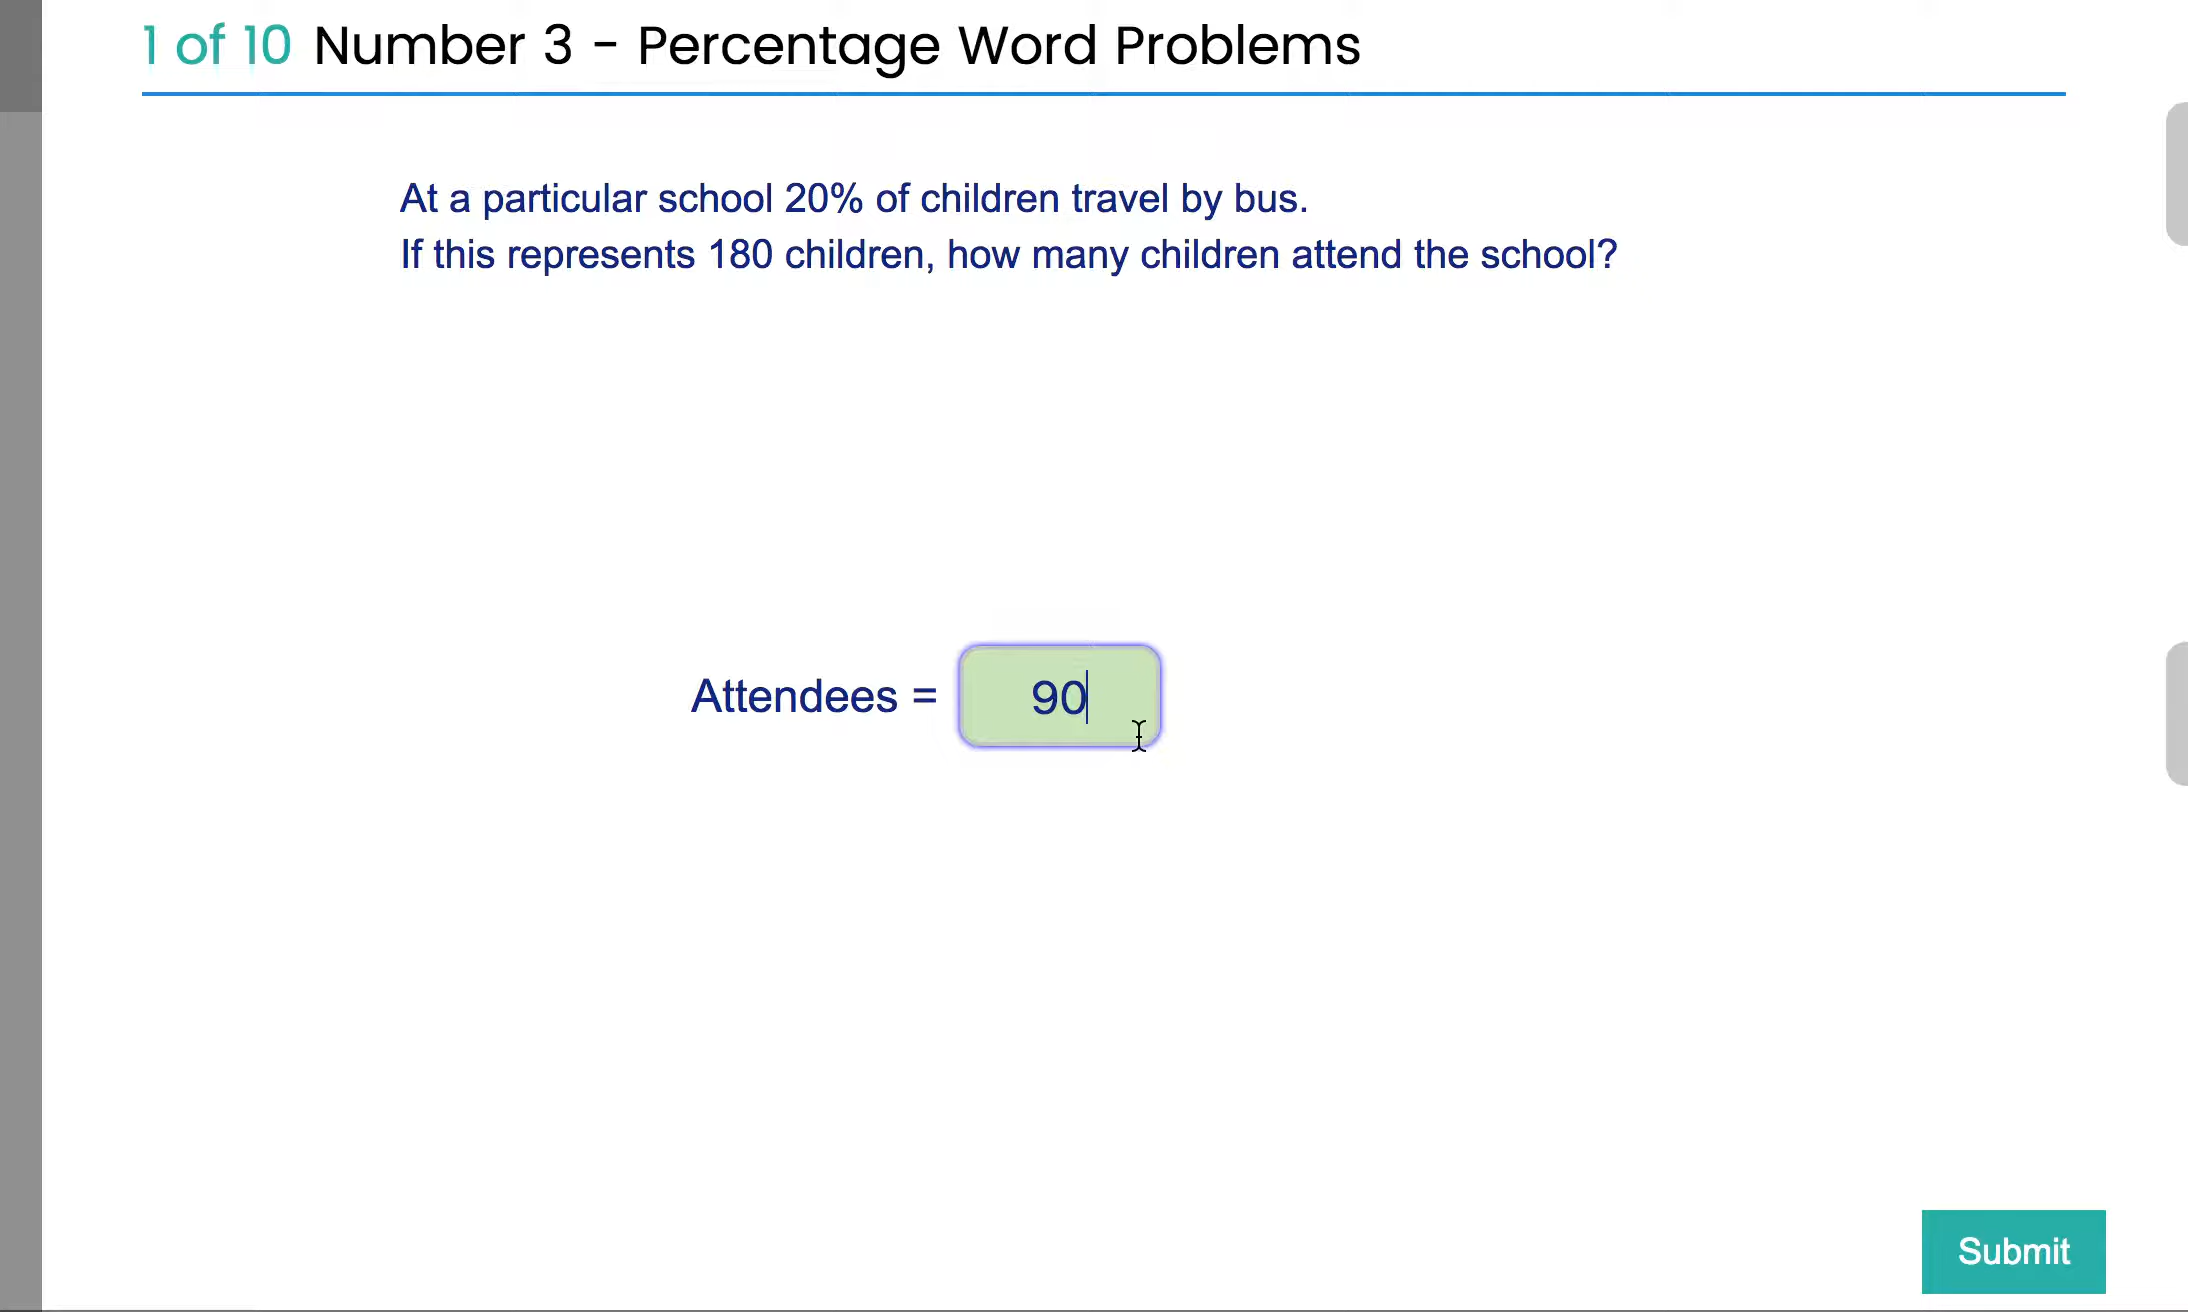 1 of 10 Number 3 - Percentage Word Problems
At a particular school 20% of children travel by bus.
If this represents 180 children, how many children attend the school?
Attendees = 90
Submit